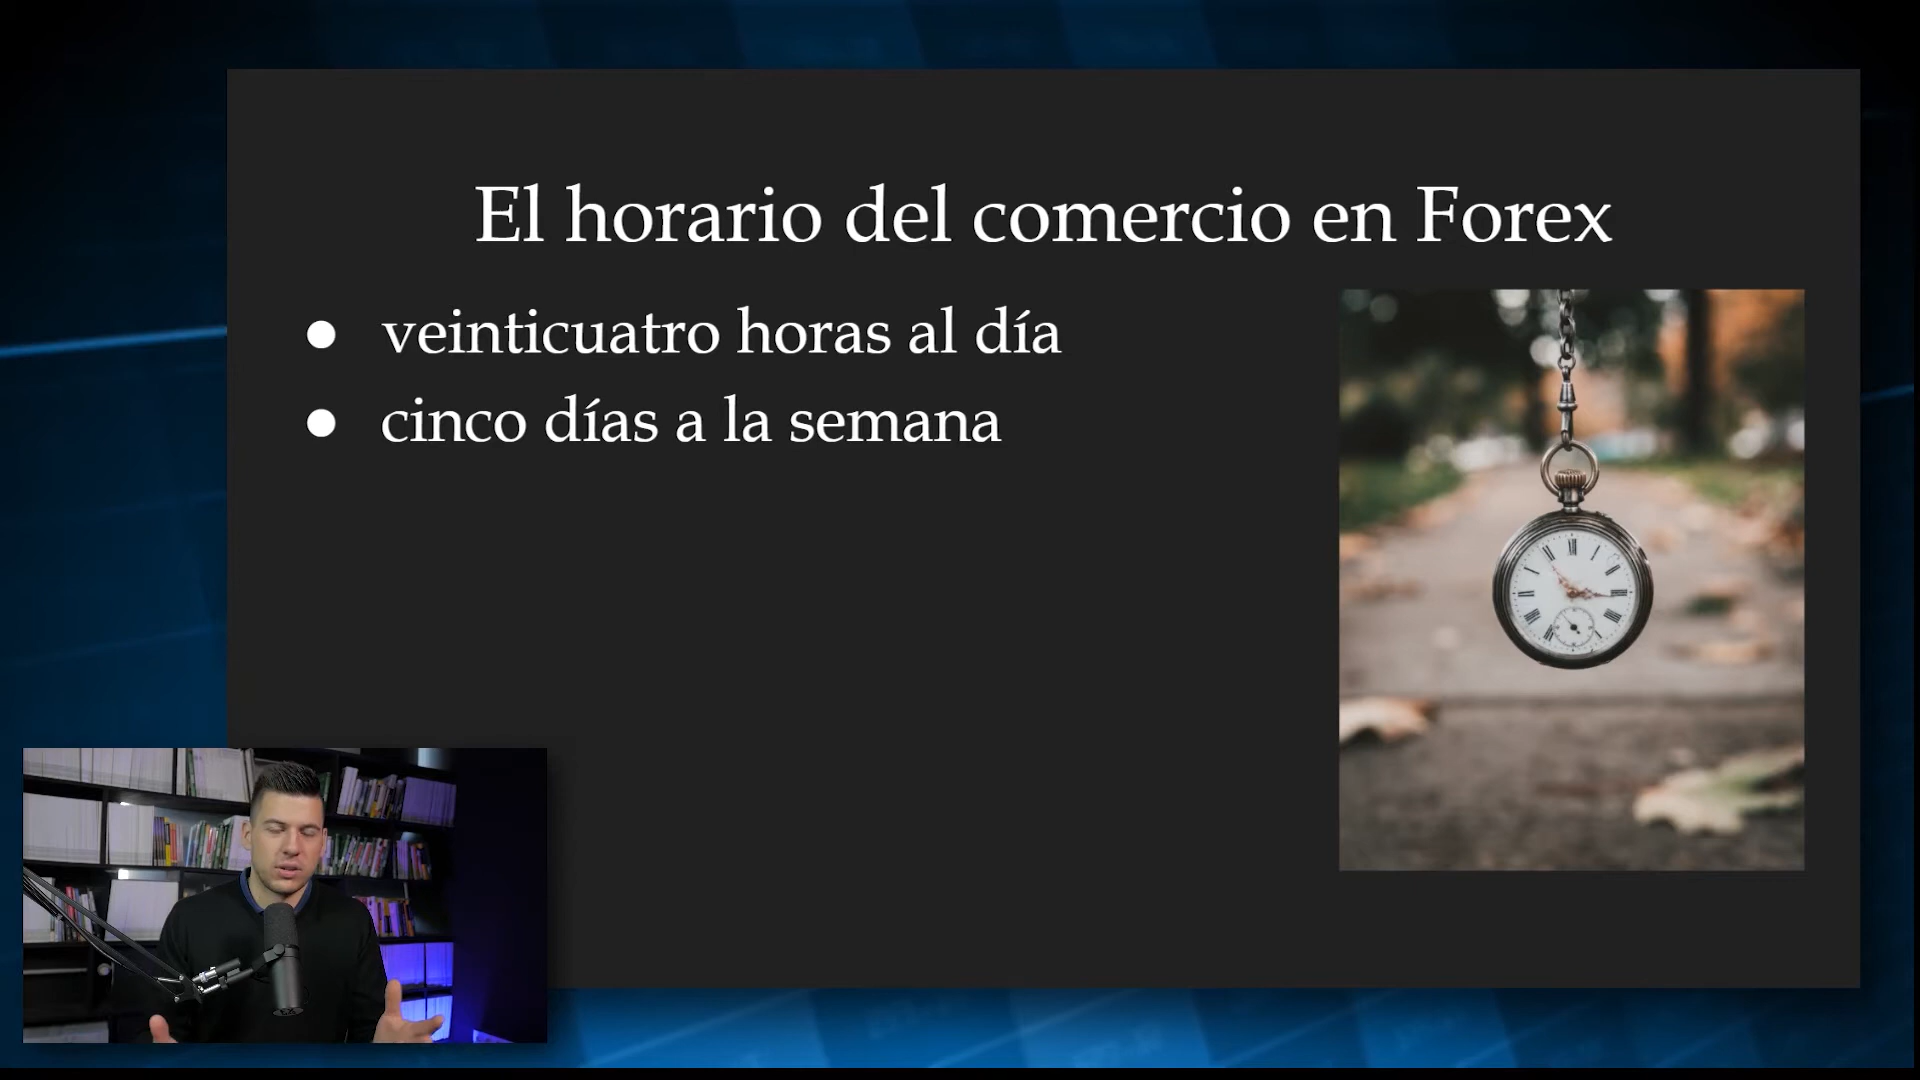 El horario del comercio en Forex
● veinticuatro horas al día
● cinco días a la semana